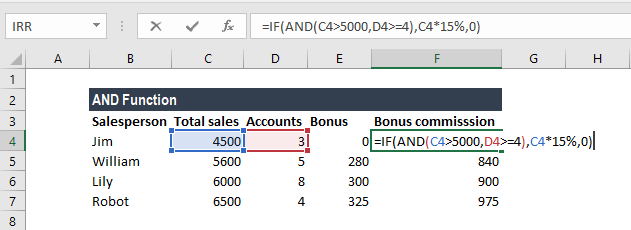 IRR fx =IF(AND(C4>5000,D4>=4),C4*15%,0)
A B C D E F G H
1
2 AND Function
3 Salesperson Total sales Accounts Bonus Bonus commisssion
4 Jim 4500 3 0 =IF(AND(C4>5000,D4>=4),C4*15%,0)
5 William 5600 5 280 840
6 Lily 6000 8 300 900
7 Robot 6500 4 325 975
8